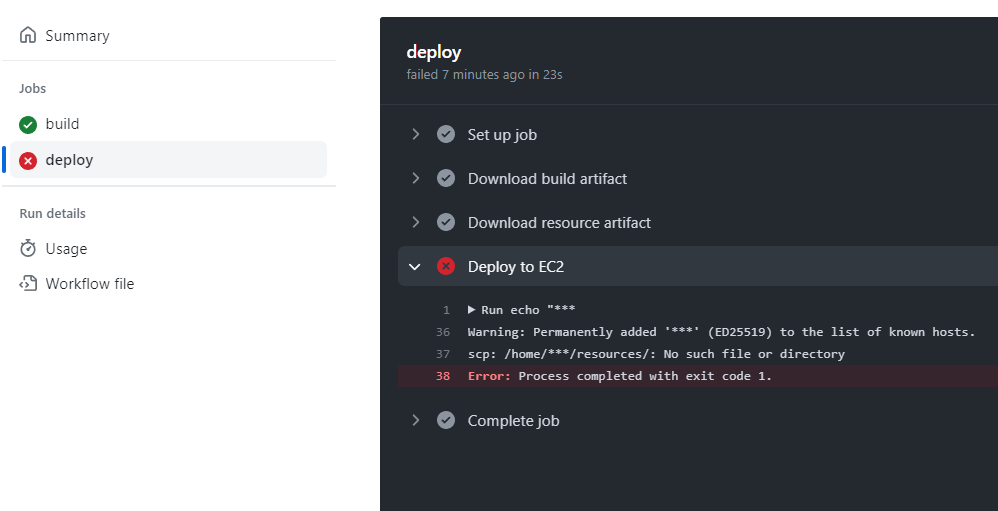 Summary
Jobs
build
deploy
Run details
Usage
Workflow file
deploy
failed 7 minutes ago in 23s
Set up job
Download build artifact
Download resource artifact
Deploy to EC2
1 Run echo "***
36 Warning: Permanently added '***' (ED25519) to the list of known hosts.
37 scp: /home/***/resources/: No such file or directory
38 Error: Process completed with exit code 1.
Complete job